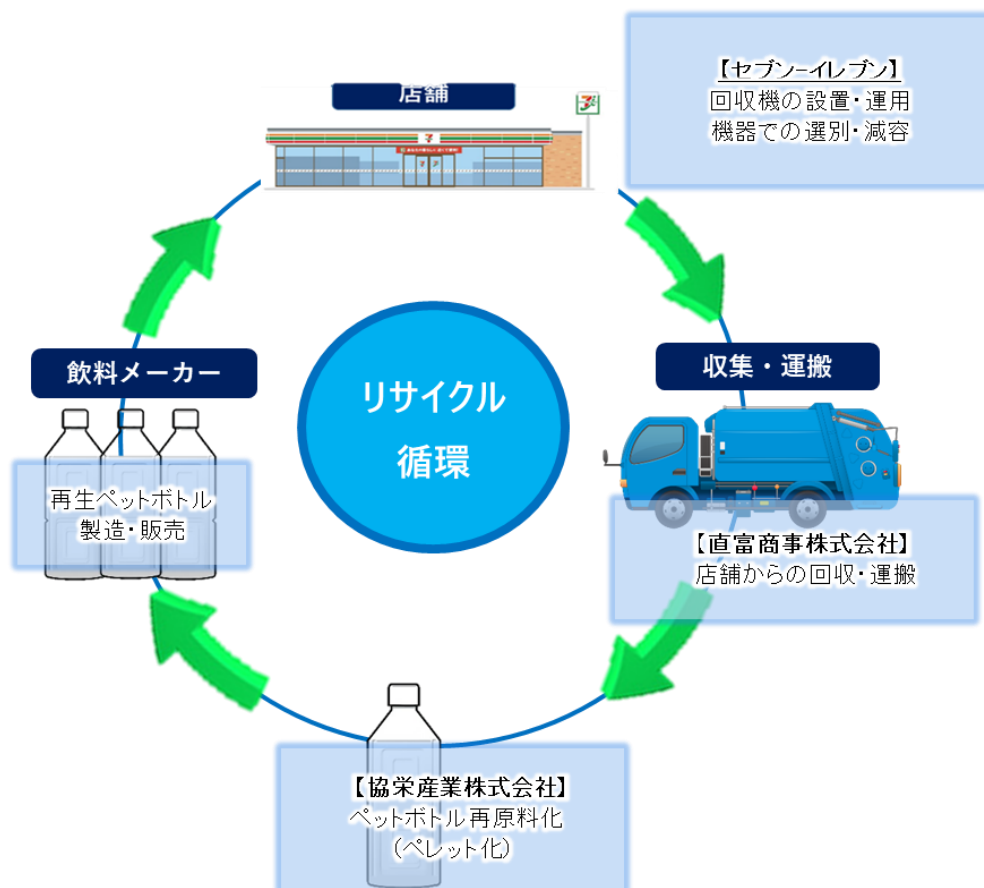 店舗
【セブン-イレブン】
回収機の設置・運用
機器での選別・減容
収集・運搬
【直富商事株式会社】
店舗からの回収・運搬
【協栄産業株式会社】
ペットボトル再原料化
(ペレット化)
飲料メーカー
再生ペットボトル
製造・販売
リサイクル
循環